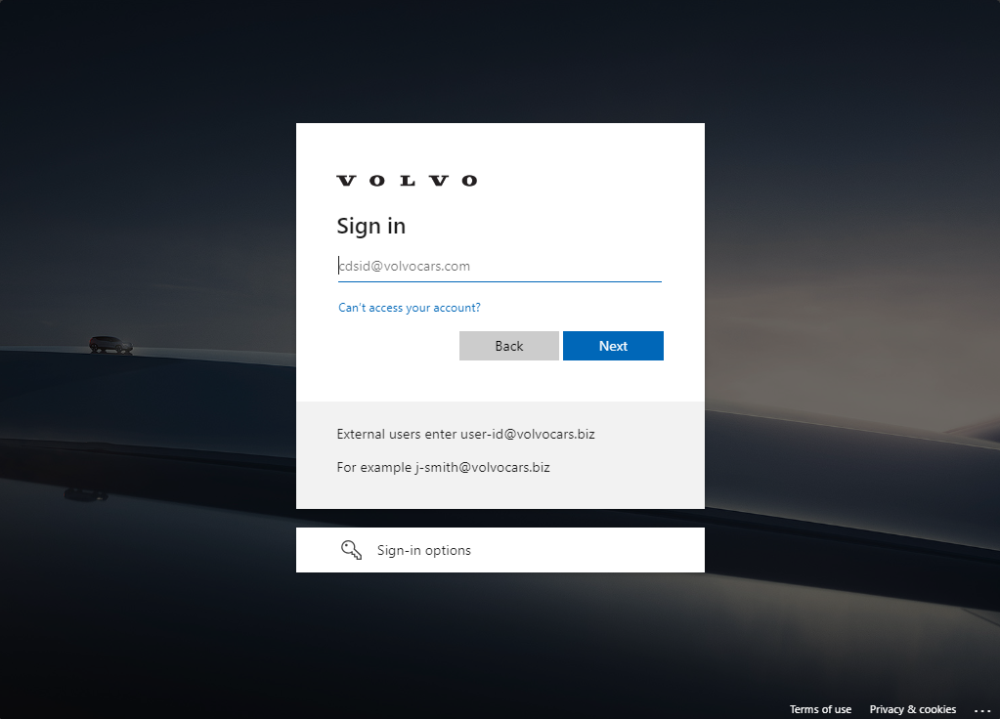 VOLVO
Sign in
cdsid@volvocars.com
Can't access your account?
Back
Next
External users enter user-id@volvocars.biz
For example j-smith@volvocars.biz
Sign-in options
Terms of use
Privacy & cookies
...